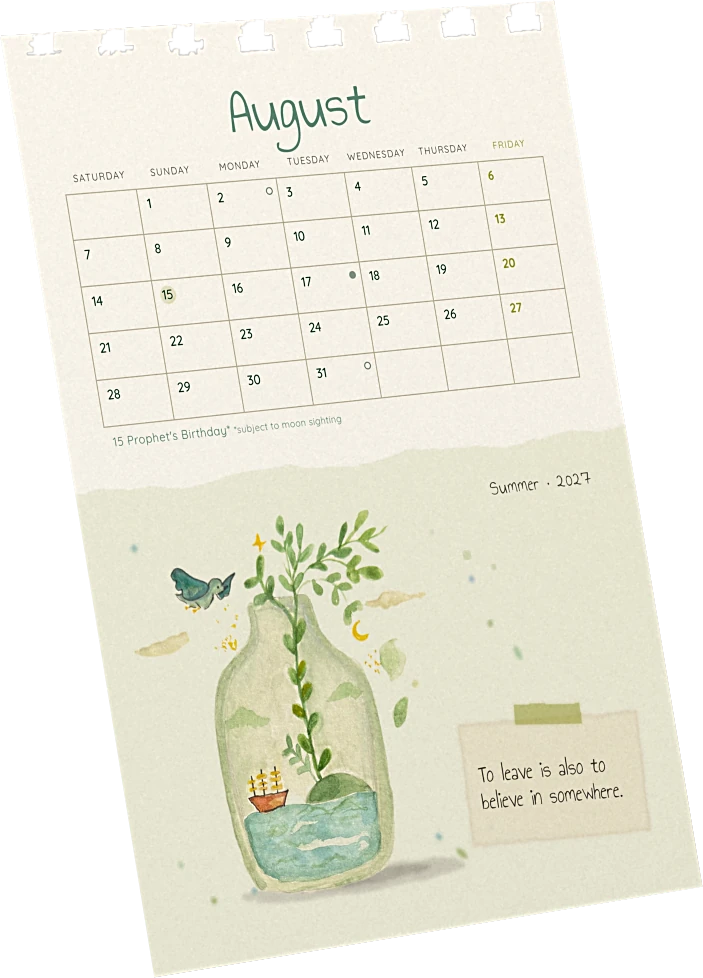 August
SATURDAY SUNDAY MONDAY TUESDAY WEDNESDAY THURSDAY FRIDAY
1 2 3 4 5 6
7 8 9 10 11 12 13
14 15 16 17 18 19 20
21 22 23 24 25 26 27
28 29 30 31
15 Prophet's Birthday* *subject to moon sighting
Summer · 2027
To leave is also to
believe in somewhere.